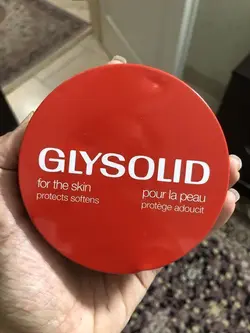 GLYSOLID
for the skin
protects softens
pour la peau
protège adoucit